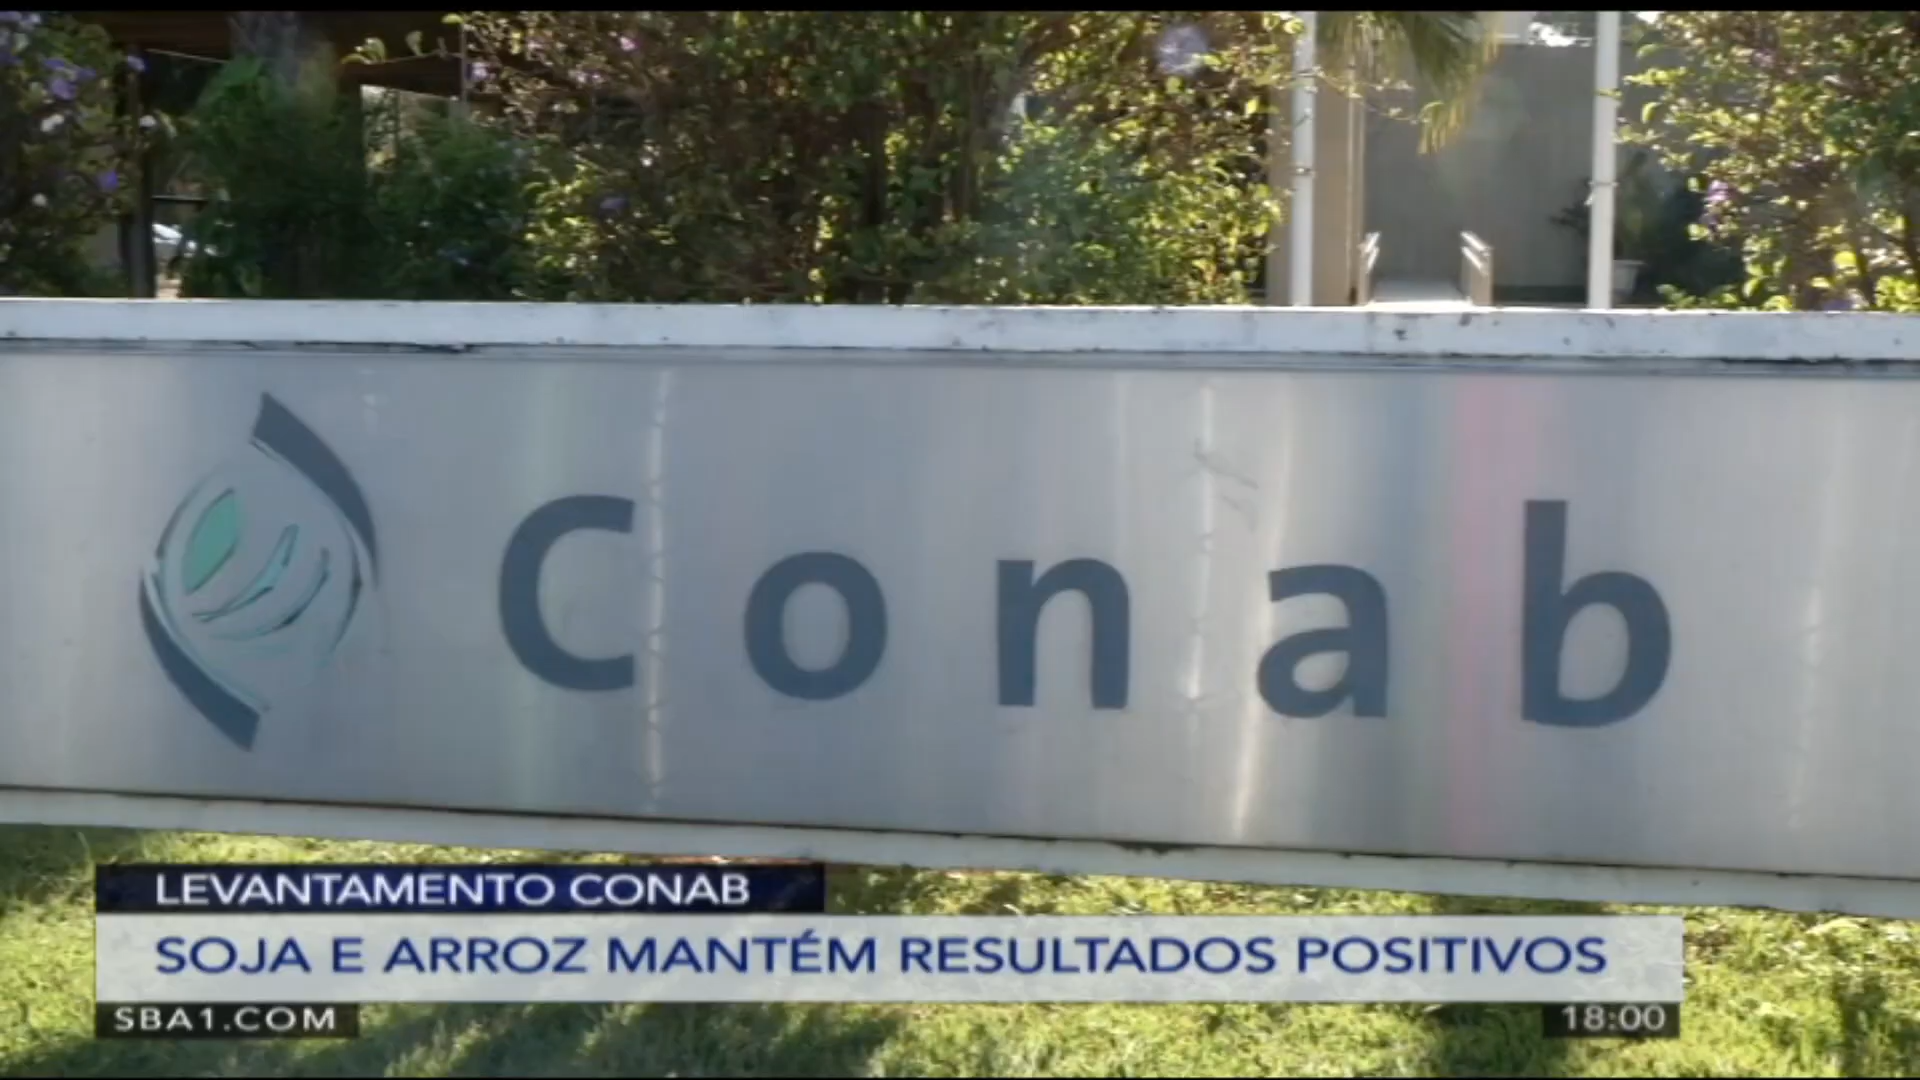 Conab
LEVANTAMENTO CONAB
SOJA E ARROZ MANTÉM RESULTADOS POSITIVOS
SBA1.COM
18:00